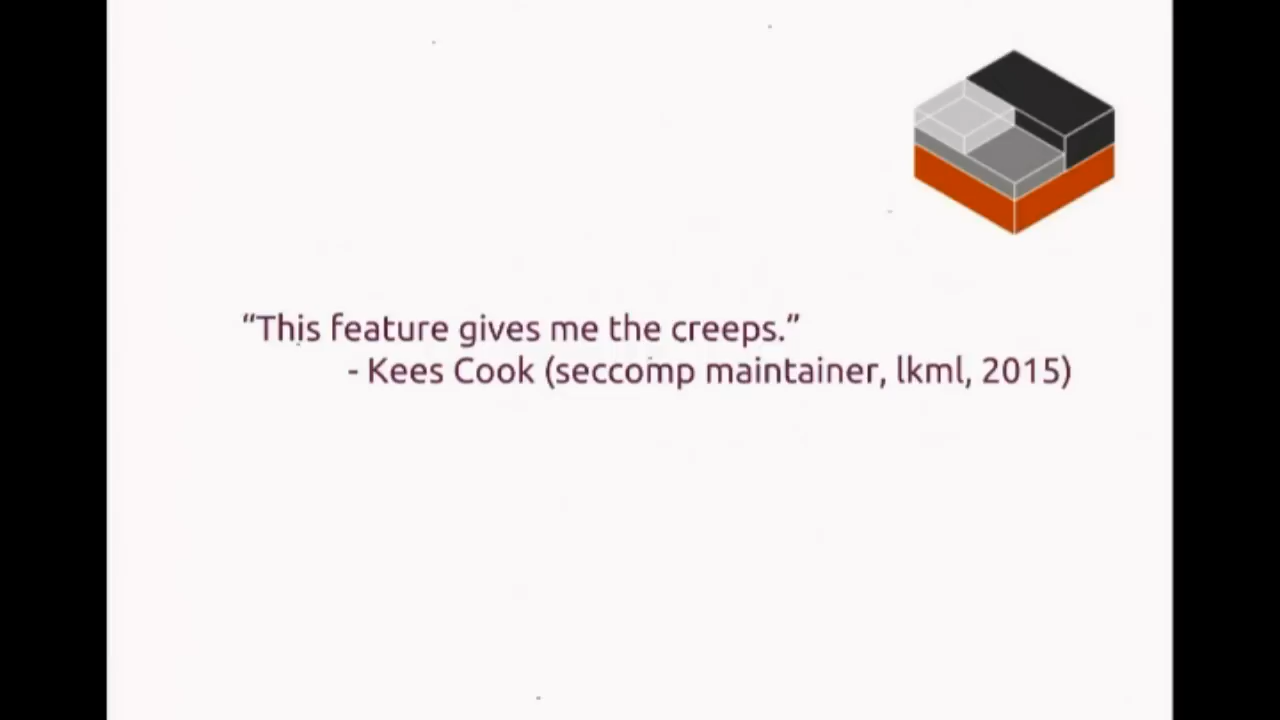 “This feature gives me the creeps.”
- Kees Cook (seccomp maintainer, lkml, 2015)